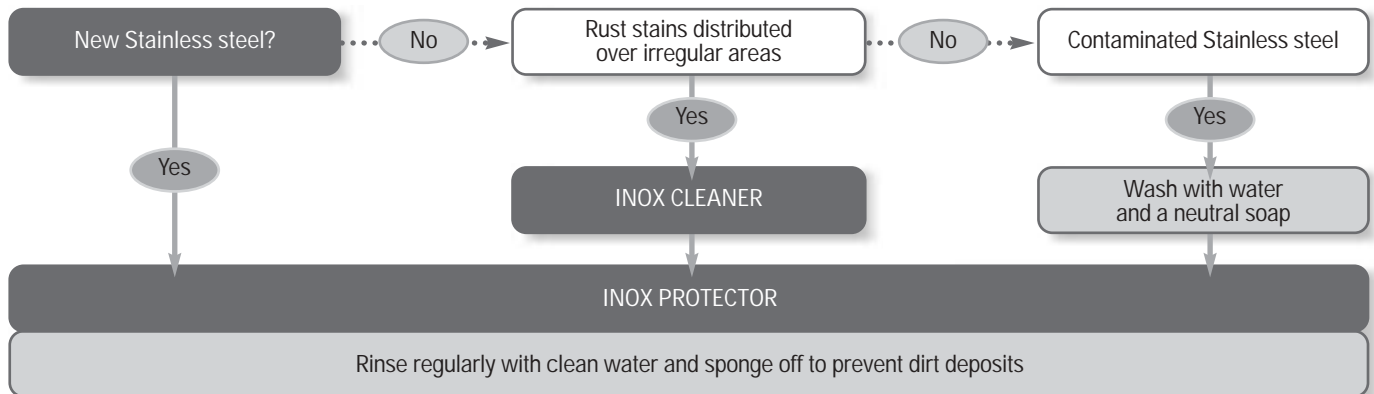 New Stainless steel?
No
Rust stains distributed
over irregular areas
No
Contaminated Stainless steel
Yes
Yes
Yes
INOX CLEANER
Wash with water
and a neutral soap
INOX PROTECTOR
Rinse regularly with clean water and sponge off to prevent dirt deposits